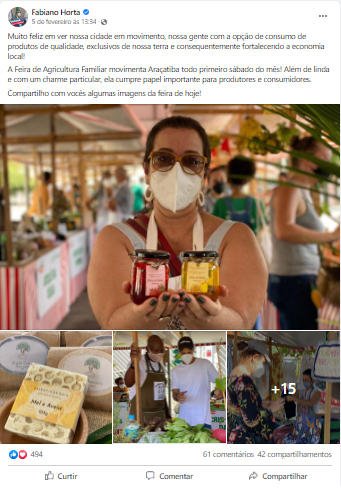 Fabiano Horta
5 de fevereiro às 13:34 ·
Muito feliz em ver nossa cidade em movimento, nossa gente com a opção de consumo de
produtos de qualidade, exclusivos de nossa terra e consequentemente fortalecendo a economia
local!
A Feira de Agricultura Familiar movimenta Araçatiba todo primeiro sábado do mês! Além de linda
e com um charme particular, ela cumpre papel importante para produtores e consumidores.
Compartilho com vocês algumas imagens da feira de hoje!
Mel e Aveia
+15
494
61 comentários 42 compartilhamentos
Curtir
Comentar
Compartilhar